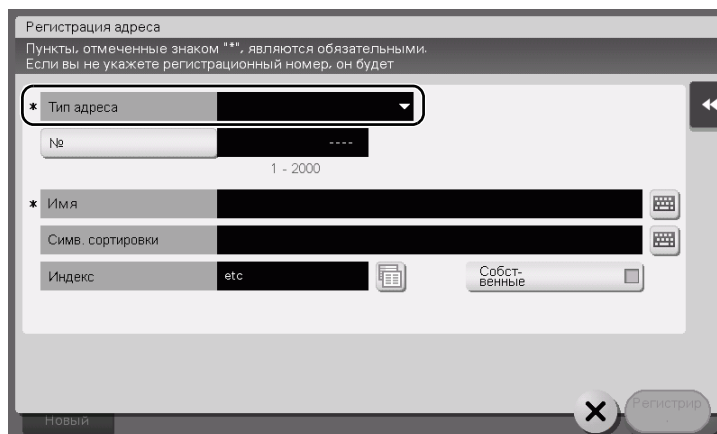 Регистрация адреса
Пункты, отмеченные знаком "*", являются обязательными.
Если вы не укажете регистрационный номер, он будет
* Тип адреса
№ ----
1 - 2000
* Имя
Симв. сортировки
Индекс etc Собст-
венные
Регистрир
.
Новый